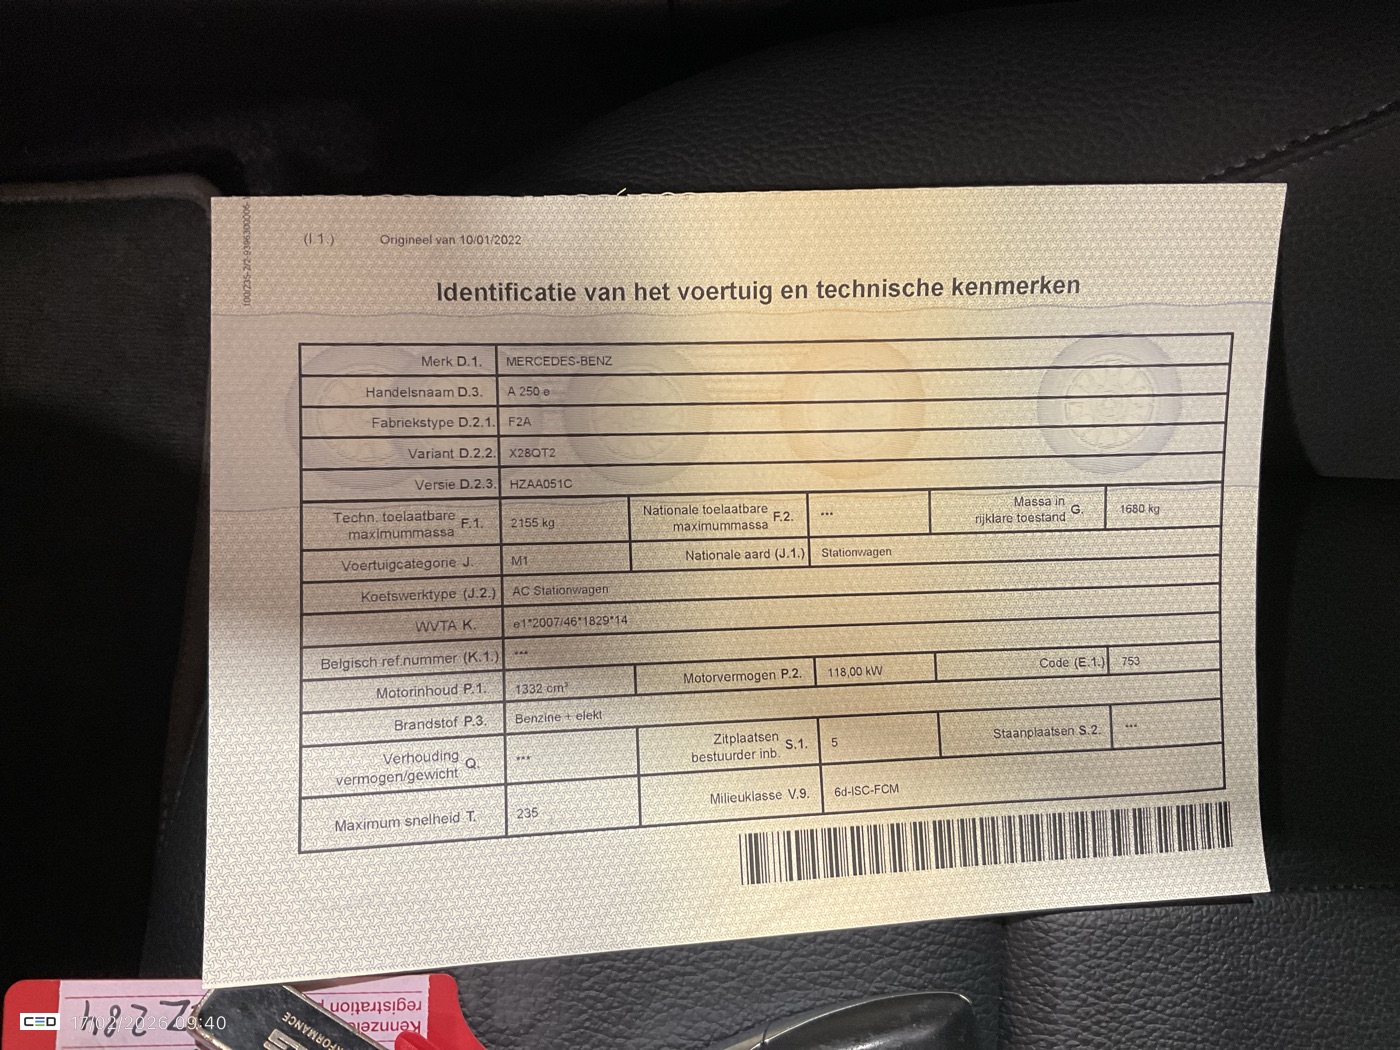 (I.1.) Origineel van 10/01/2022
Identificatie van het voertuig en technische kenmerken
Merk D.1. MERCEDES-BENZ
Handelsnaam D.3. A 250 e
Fabriekstype D.2.1. F2A
Variant D.2.2. X28QT2
Versie D.2.3. HZAA051C
Techn. toelaatbare maximummassa F.1. 2155 kg Nationale toelaatbare maximummassa F.2. *** Massa in rijklare toestand G. 1680 kg
Voertuigcategorie J. M1 Nationale aard (J.1.) Stationwagen
Koetswerktype (J.2.) AC Stationwagen
WVTA K. e1*2007/46*1829*14
Belgisch ref.nummer (K.1.) ***
Motorinhoud P.1. 1332 cm³ Motorvermogen P.2. 118,00 kW Code (E.1.) 753
Brandstof P.3. Benzine + elekt
Verhouding vermogen/gewicht Q. *** Zitplaatsen bestuurder inb. S.1. 5 Staanplaatsen S.2. ***
Maximum snelheid T. 235 Milieuklasse V.9. 6d-ISC-FCM
registration
CED 17/02/2026 09:40